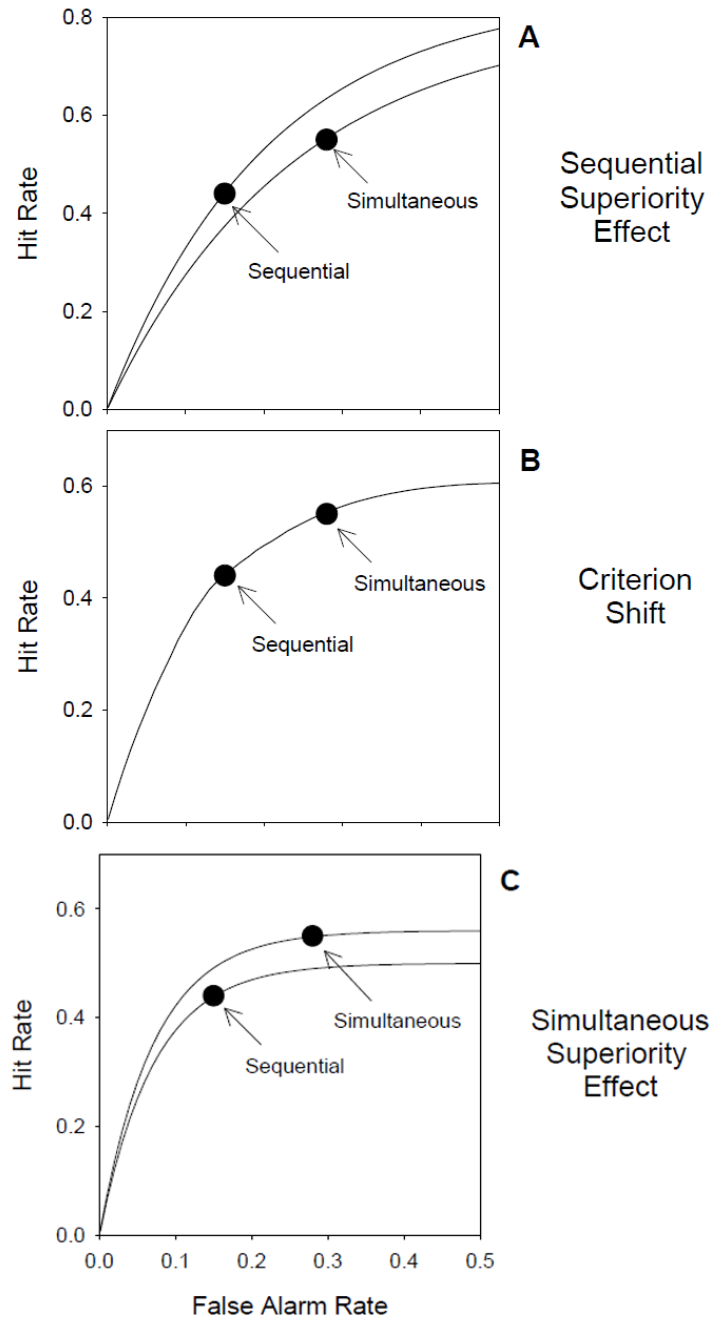 A
0.8
0.6
0.4
0.2
0.0
Hit Rate
Simultaneous
Sequential
Sequential
Superiority
Effect
B
0.6
0.4
0.2
0.0
Hit Rate
Simultaneous
Sequential
Criterion
Shift
C
0.6
0.4
0.2
0.0
Hit Rate
Simultaneous
Sequential
0.0 0.1 0.2 0.3 0.4 0.5
False Alarm Rate
Simultaneous
Superiority
Effect